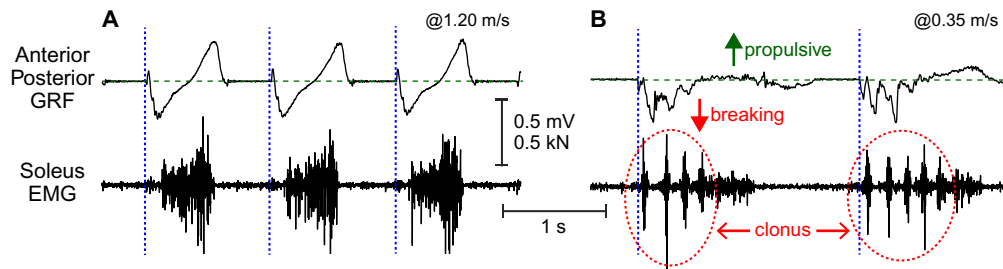 A
@1.20 m/s
B
@0.35 m/s
Anterior
Posterior
GRF
propulsive
0.5 mV
0.5 kN
breaking
Soleus
EMG
1 s
clonus